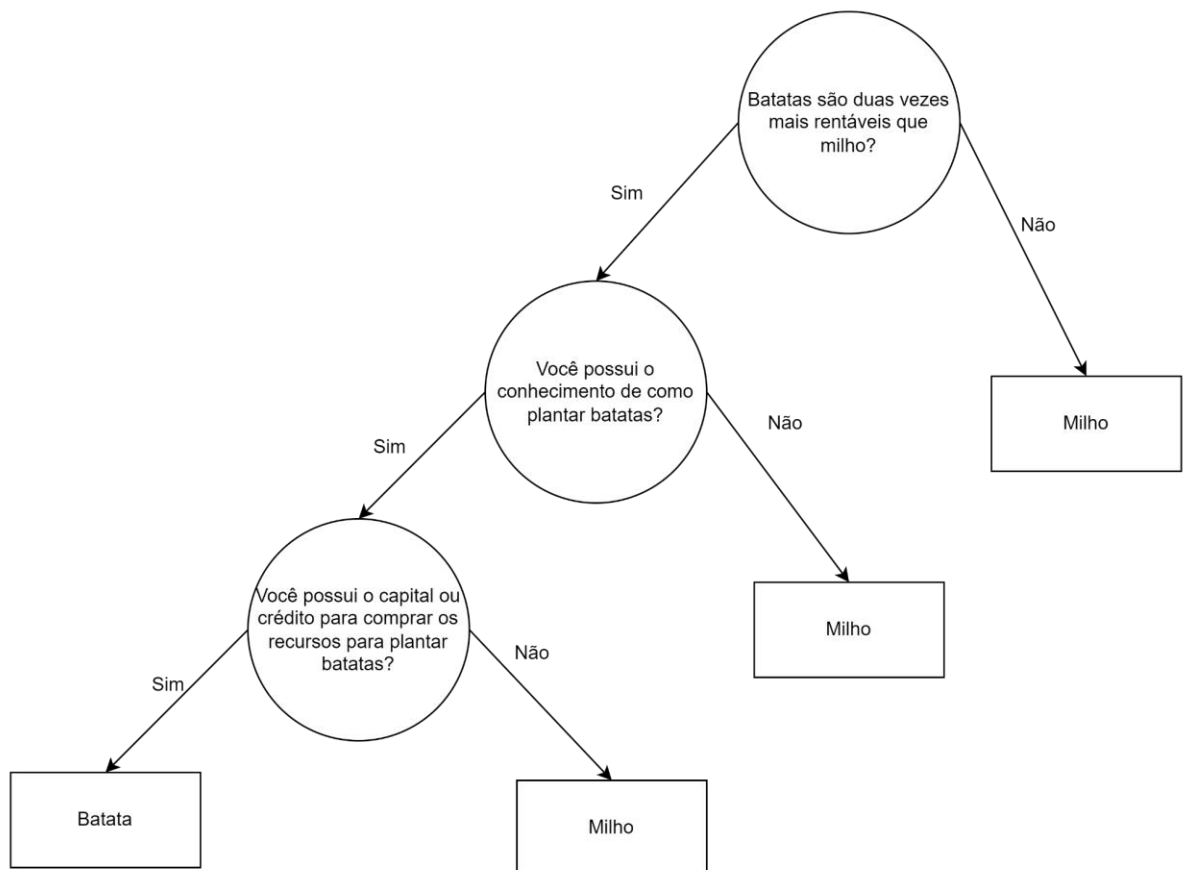 Batatas são duas vezes
mais rentáveis que
milho?
Sim
Não
Você possui o
conhecimento de como
plantar batatas?
Milho
Sim
Não
Você possui o capital ou
crédito para comprar os
recursos para plantar
batatas?
Milho
Sim
Não
Batata
Milho